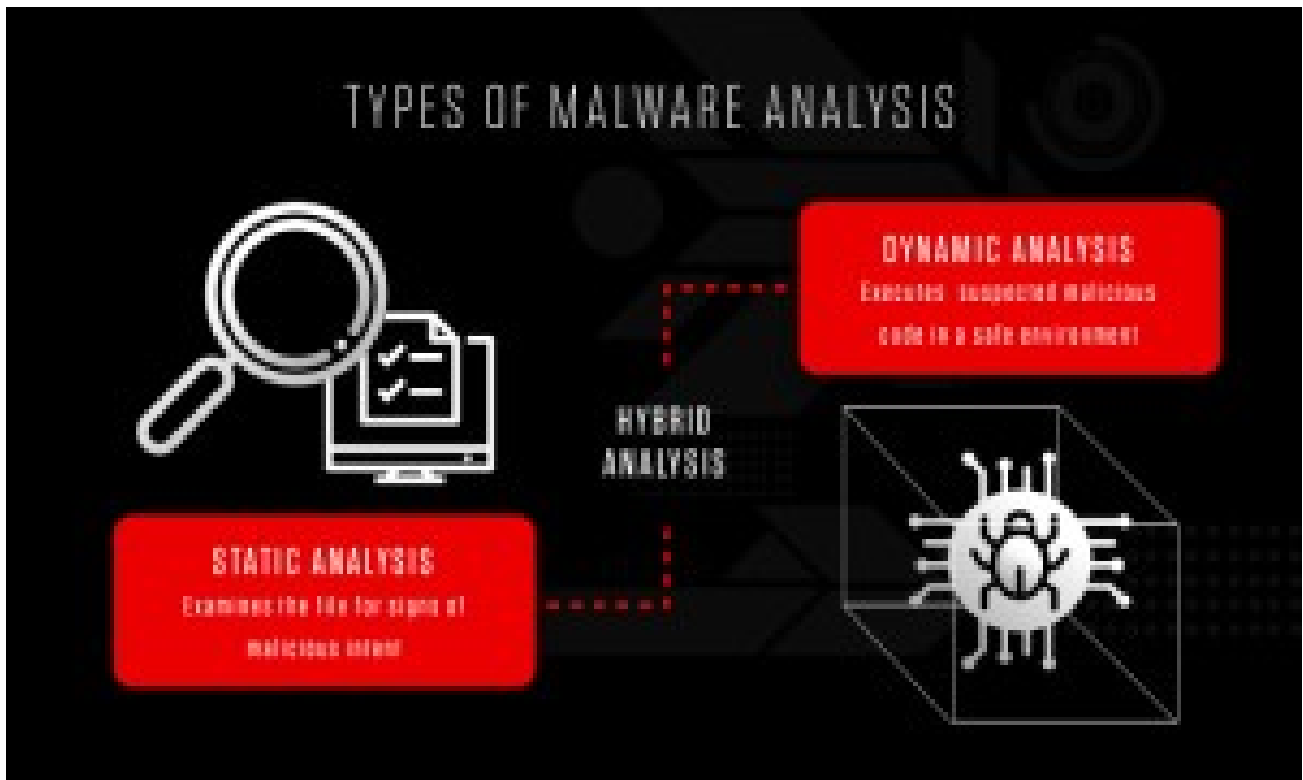 TYPES OF MALWARE ANALYSIS
DYNAMIC ANALYSIS
Executes suspected malicious
code in a safe environment
HYBRID
ANALYSIS
STATIC ANALYSIS
Examines the file for signs of
malicious intent